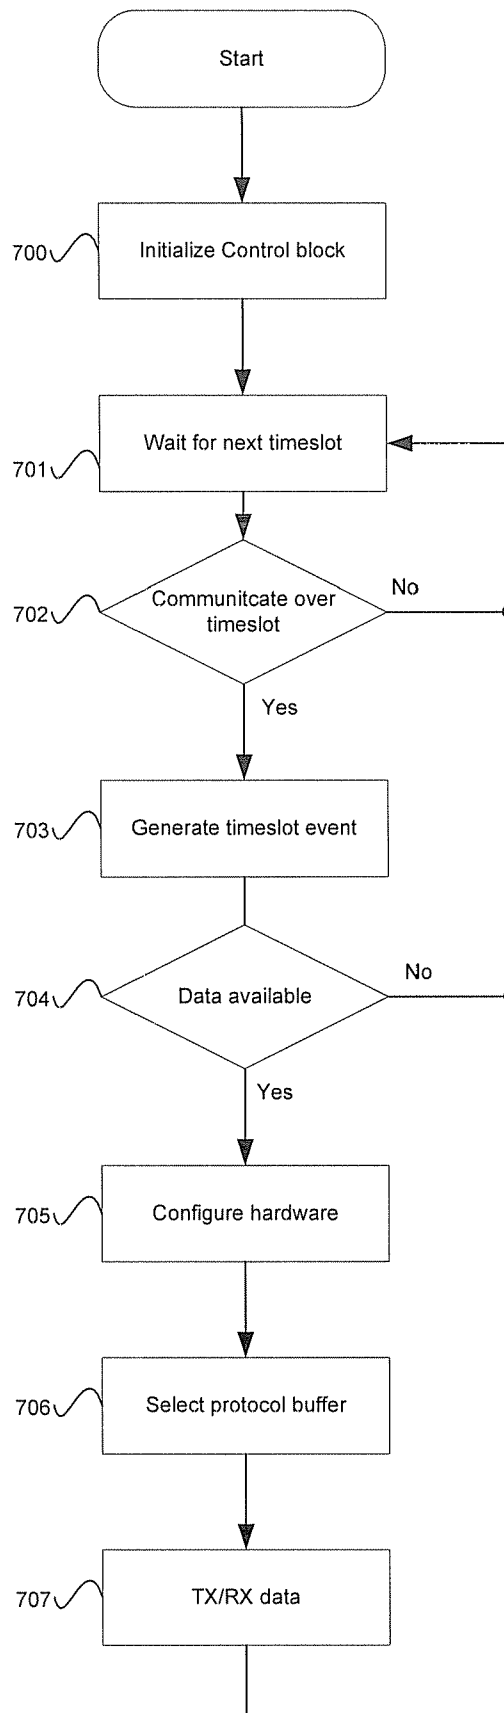 Start
700
Initialize Control block
701
Wait for next timeslot
702
Communitcate over
timeslot
No
Yes
703
Generate timeslot event
704
Data available
No
Yes
705
Configure hardware
706
Select protocol buffer
707
TX/RX data